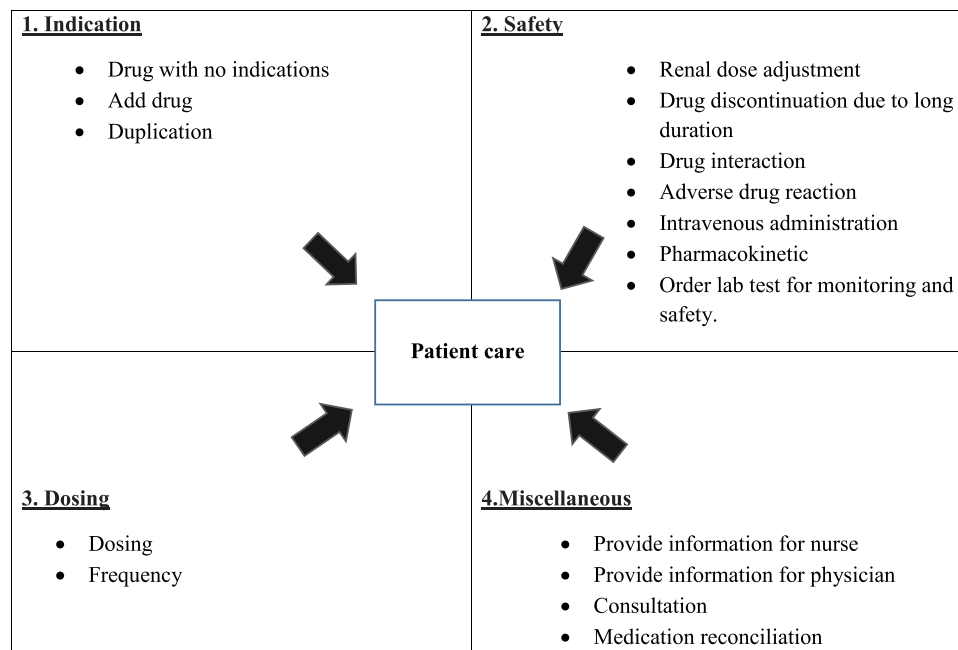 1. Indication
• Drug with no indications
• Add drug
• Duplication
2. Safety
• Renal dose adjustment
• Drug discontinuation due to long
duration
• Drug interaction
• Adverse drug reaction
• Intravenous administration
• Pharmacokinetic
• Order lab test for monitoring and
safety.
Patient care
3. Dosing
• Dosing
• Frequency
4.Miscellaneous
• Provide information for nurse
• Provide information for physician
• Consultation
• Medication reconciliation